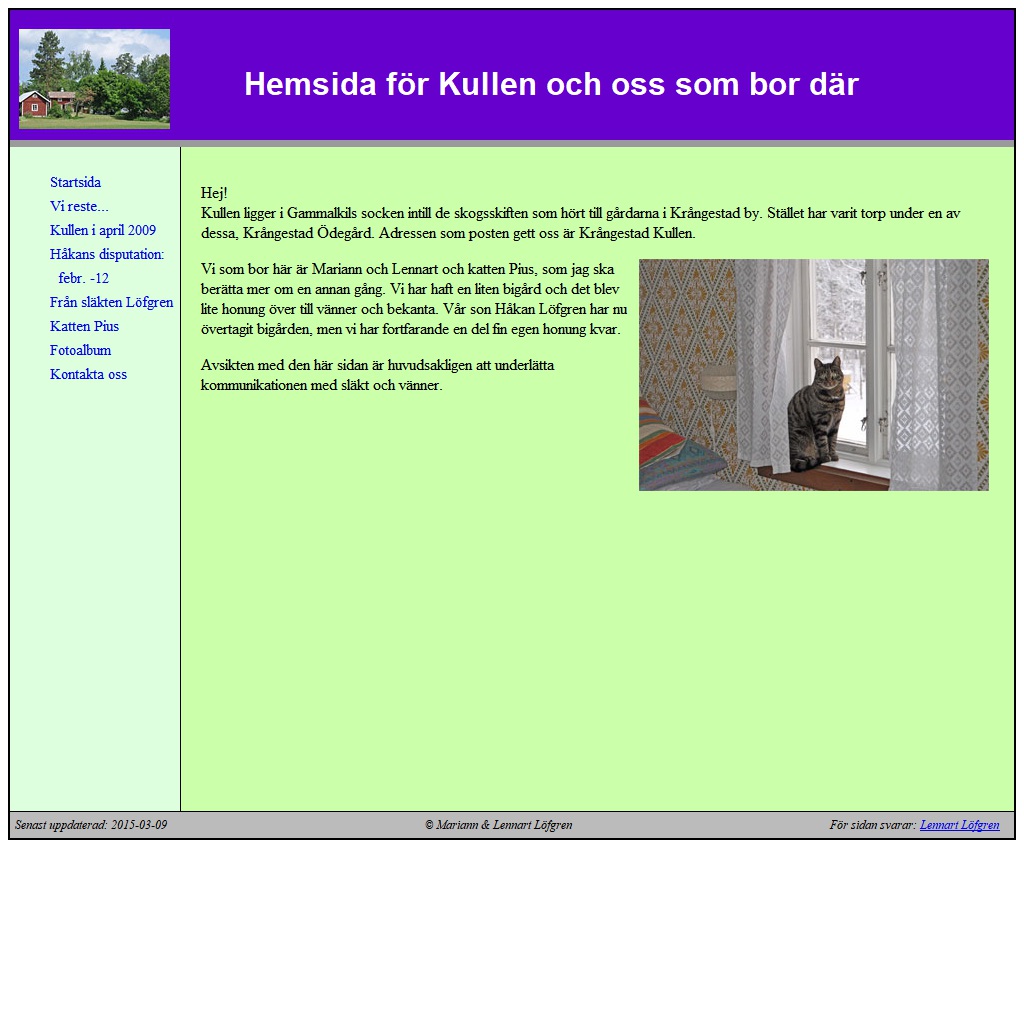 Hemsida för Kullen och oss som bor där
Startsida
Vi reste...
Kullen i april 2009
Håkans disputation:
febr. -12
Från släkten Löfgren
Katten Pius
Fotoalbum
Kontakta oss
Hej!
Kullen ligger i Gammalkils socken intill de skogsskiften som hört till gårdarna i Krångestad by. Stället har varit torp under en av
dessa, Krångestad Ödegård. Adressen som posten gett oss är Krångestad Kullen.
Vi som bor här är Mariann och Lennart och katten Pius, som jag ska
berätta mer om en annan gång. Vi har haft en liten bigård och det blev
lite honung över till vänner och bekanta. Vår son Håkan Löfgren har nu
övertagit bigården, men vi har fortfarande en del fin egen honung kvar.
Avsikten med den här sidan är huvudsakligen att underlätta
kommunikationen med släkt och vänner.
Senast uppdaterad: 2015-03-09
© Mariann & Lennart Löfgren
För sidan svarar: Lennart Löfgren